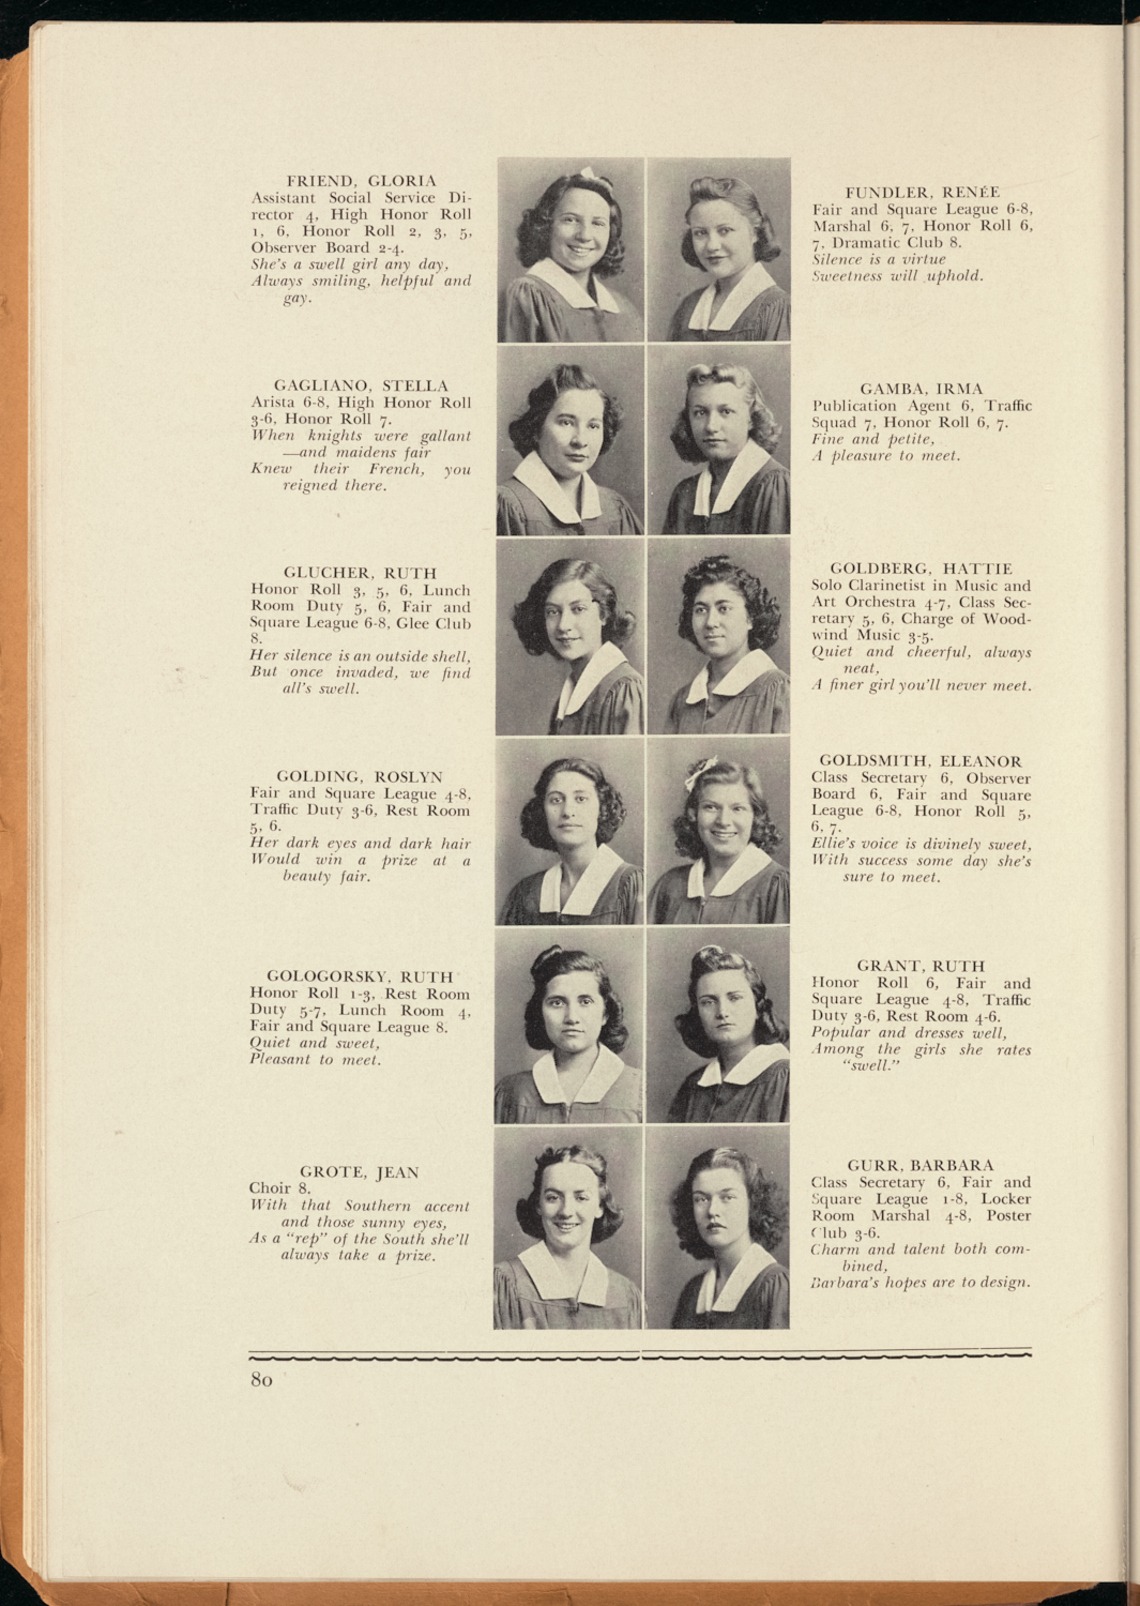 FRIEND, GLORIA
Assistant Social Service Di-
rector 4, High Honor Roll
1, 6, Honor Roll 2, 3, 5,
Observer Board 2-4.
She's a swell girl any day,
Always smiling, helpful and
gay.
GAGLIANO, STELLA
Arista 6-8, High Honor Roll
3-6, Honor Roll 7.
When knights were gallant
—and maidens fair
Knew their French, you
reigned there.
GLUCHER, RUTH
Honor Roll 3, 5, 6, Lunch
Room Duty 5, 6, Fair and
Square League 6-8, Glee Club
8.
Her silence is an outside shell,
But once invaded, we find
all's swell.
GOLDING, ROSLYN
Fair and Square League 4-8,
Traffic Duty 3-6, Rest Room
5, 6.
Her dark eyes and dark hair
Would win a prize at a
beauty fair.
GOLOGORSKY, RUTH
Honor Roll 1-3, Rest Room
Duty 5-7, Lunch Room 4,
Fair and Square League 8.
Quiet and sweet,
Pleasant to meet.
GROTE, JEAN
Choir 8.
With that Southern accent
and those sunny eyes,
As a "rep" of the South she'll
always take a prize.
FUNDLER, RENÉE
Fair and Square League 6-8,
Marshal 6, 7, Honor Roll 6,
7, Dramatic Club 8.
Silence is a virtue
Sweetness will uphold.
GAMBA, IRMA
Publication Agent 6, Traffic
Squad 7, Honor Roll 6, 7.
Fine and petite,
A pleasure to meet.
GOLDBERG, HATTIE
Solo Clarinetist in Music and
Art Orchestra 4-7, Class Sec-
retary 5, 6, Charge of Wood-
wind Music 3-5.
Quiet and cheerful, always
neat,
A finer girl you'll never meet.
GOLDSMITH, ELEANOR
Class Secretary 6, Observer
Board 6, Fair and Square
League 6-8, Honor Roll 5,
6, 7.
Ellie's voice is divinely sweet,
With success some day she's
sure to meet.
GRANT, RUTH
Honor Roll 6, Fair and
Square League 4-8, Traffic
Duty 3-6, Rest Room 4-6.
Popular and dresses well,
Among the girls she rates
"swell."
GURR, BARBARA
Class Secretary 6, Fair and
Square League 1-8, Locker
Room Marshal 4-8, Poster
Club 3-6.
Charm and talent both com-
bined,
Barbara's hopes are to design.
80